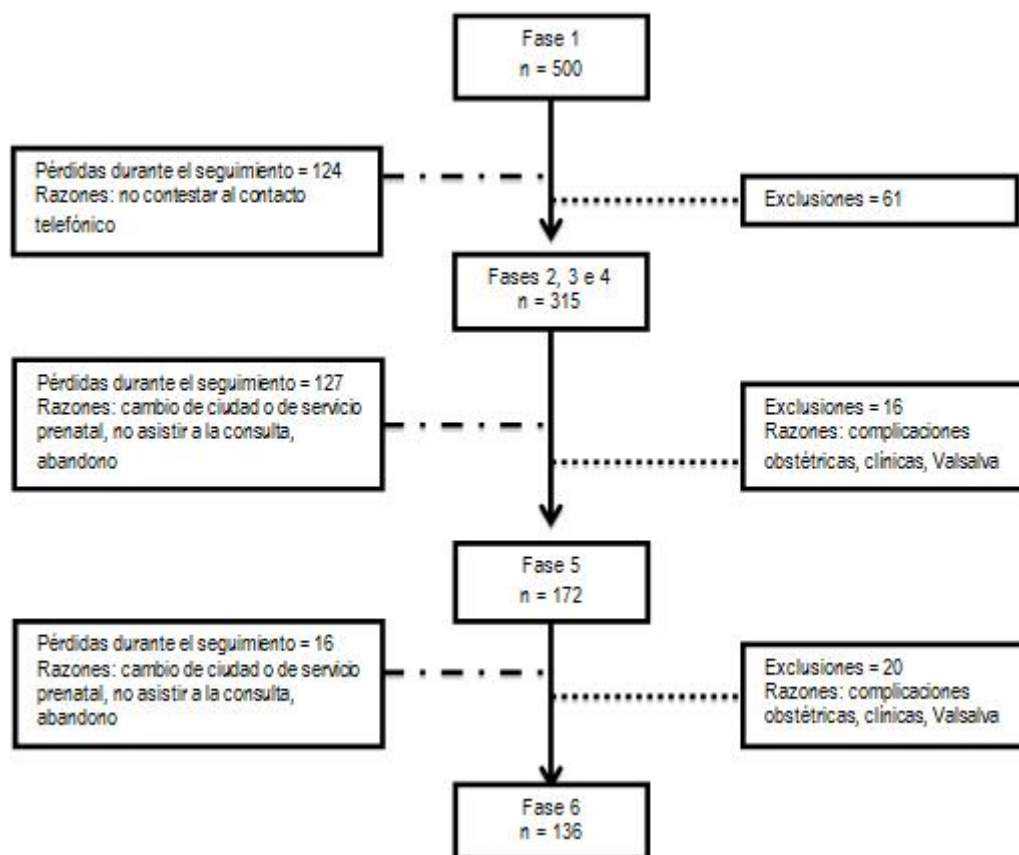 Fase 1
n = 500
Pérdidas durante el seguimiento = 124
Razones: no contestar al contacto
telefónico
Exclusiones = 61
Fases 2, 3 e 4
n = 315
Pérdidas durante el seguimiento = 127
Razones: cambio de ciudad o de servicio
prenatal, no asistir a la consulta,
abandono
Exclusiones = 16
Razones: complicaciones
obstétricas, clínicas, Valsalva
Fase 5
n = 172
Pérdidas durante el seguimiento = 16
Razones: cambio de ciudad o de servicio
prenatal, no asistir a la consulta,
abandono
Exclusiones = 20
Razones: complicaciones
obstétricas, clínicas, Valsalva
Fase 6
n = 136